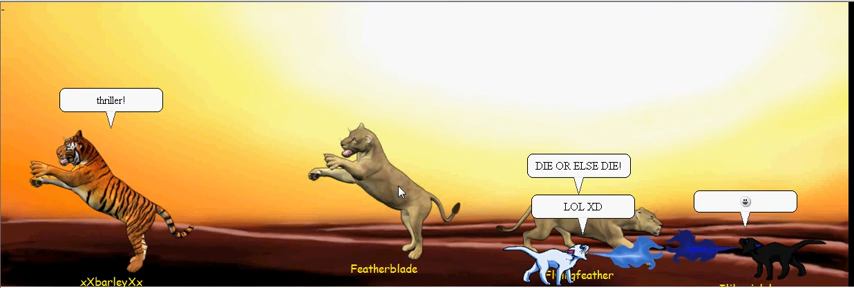 thriller!
DIE OR ELSE DIE!
LOL XD
Featherblade
xXbarleyXx